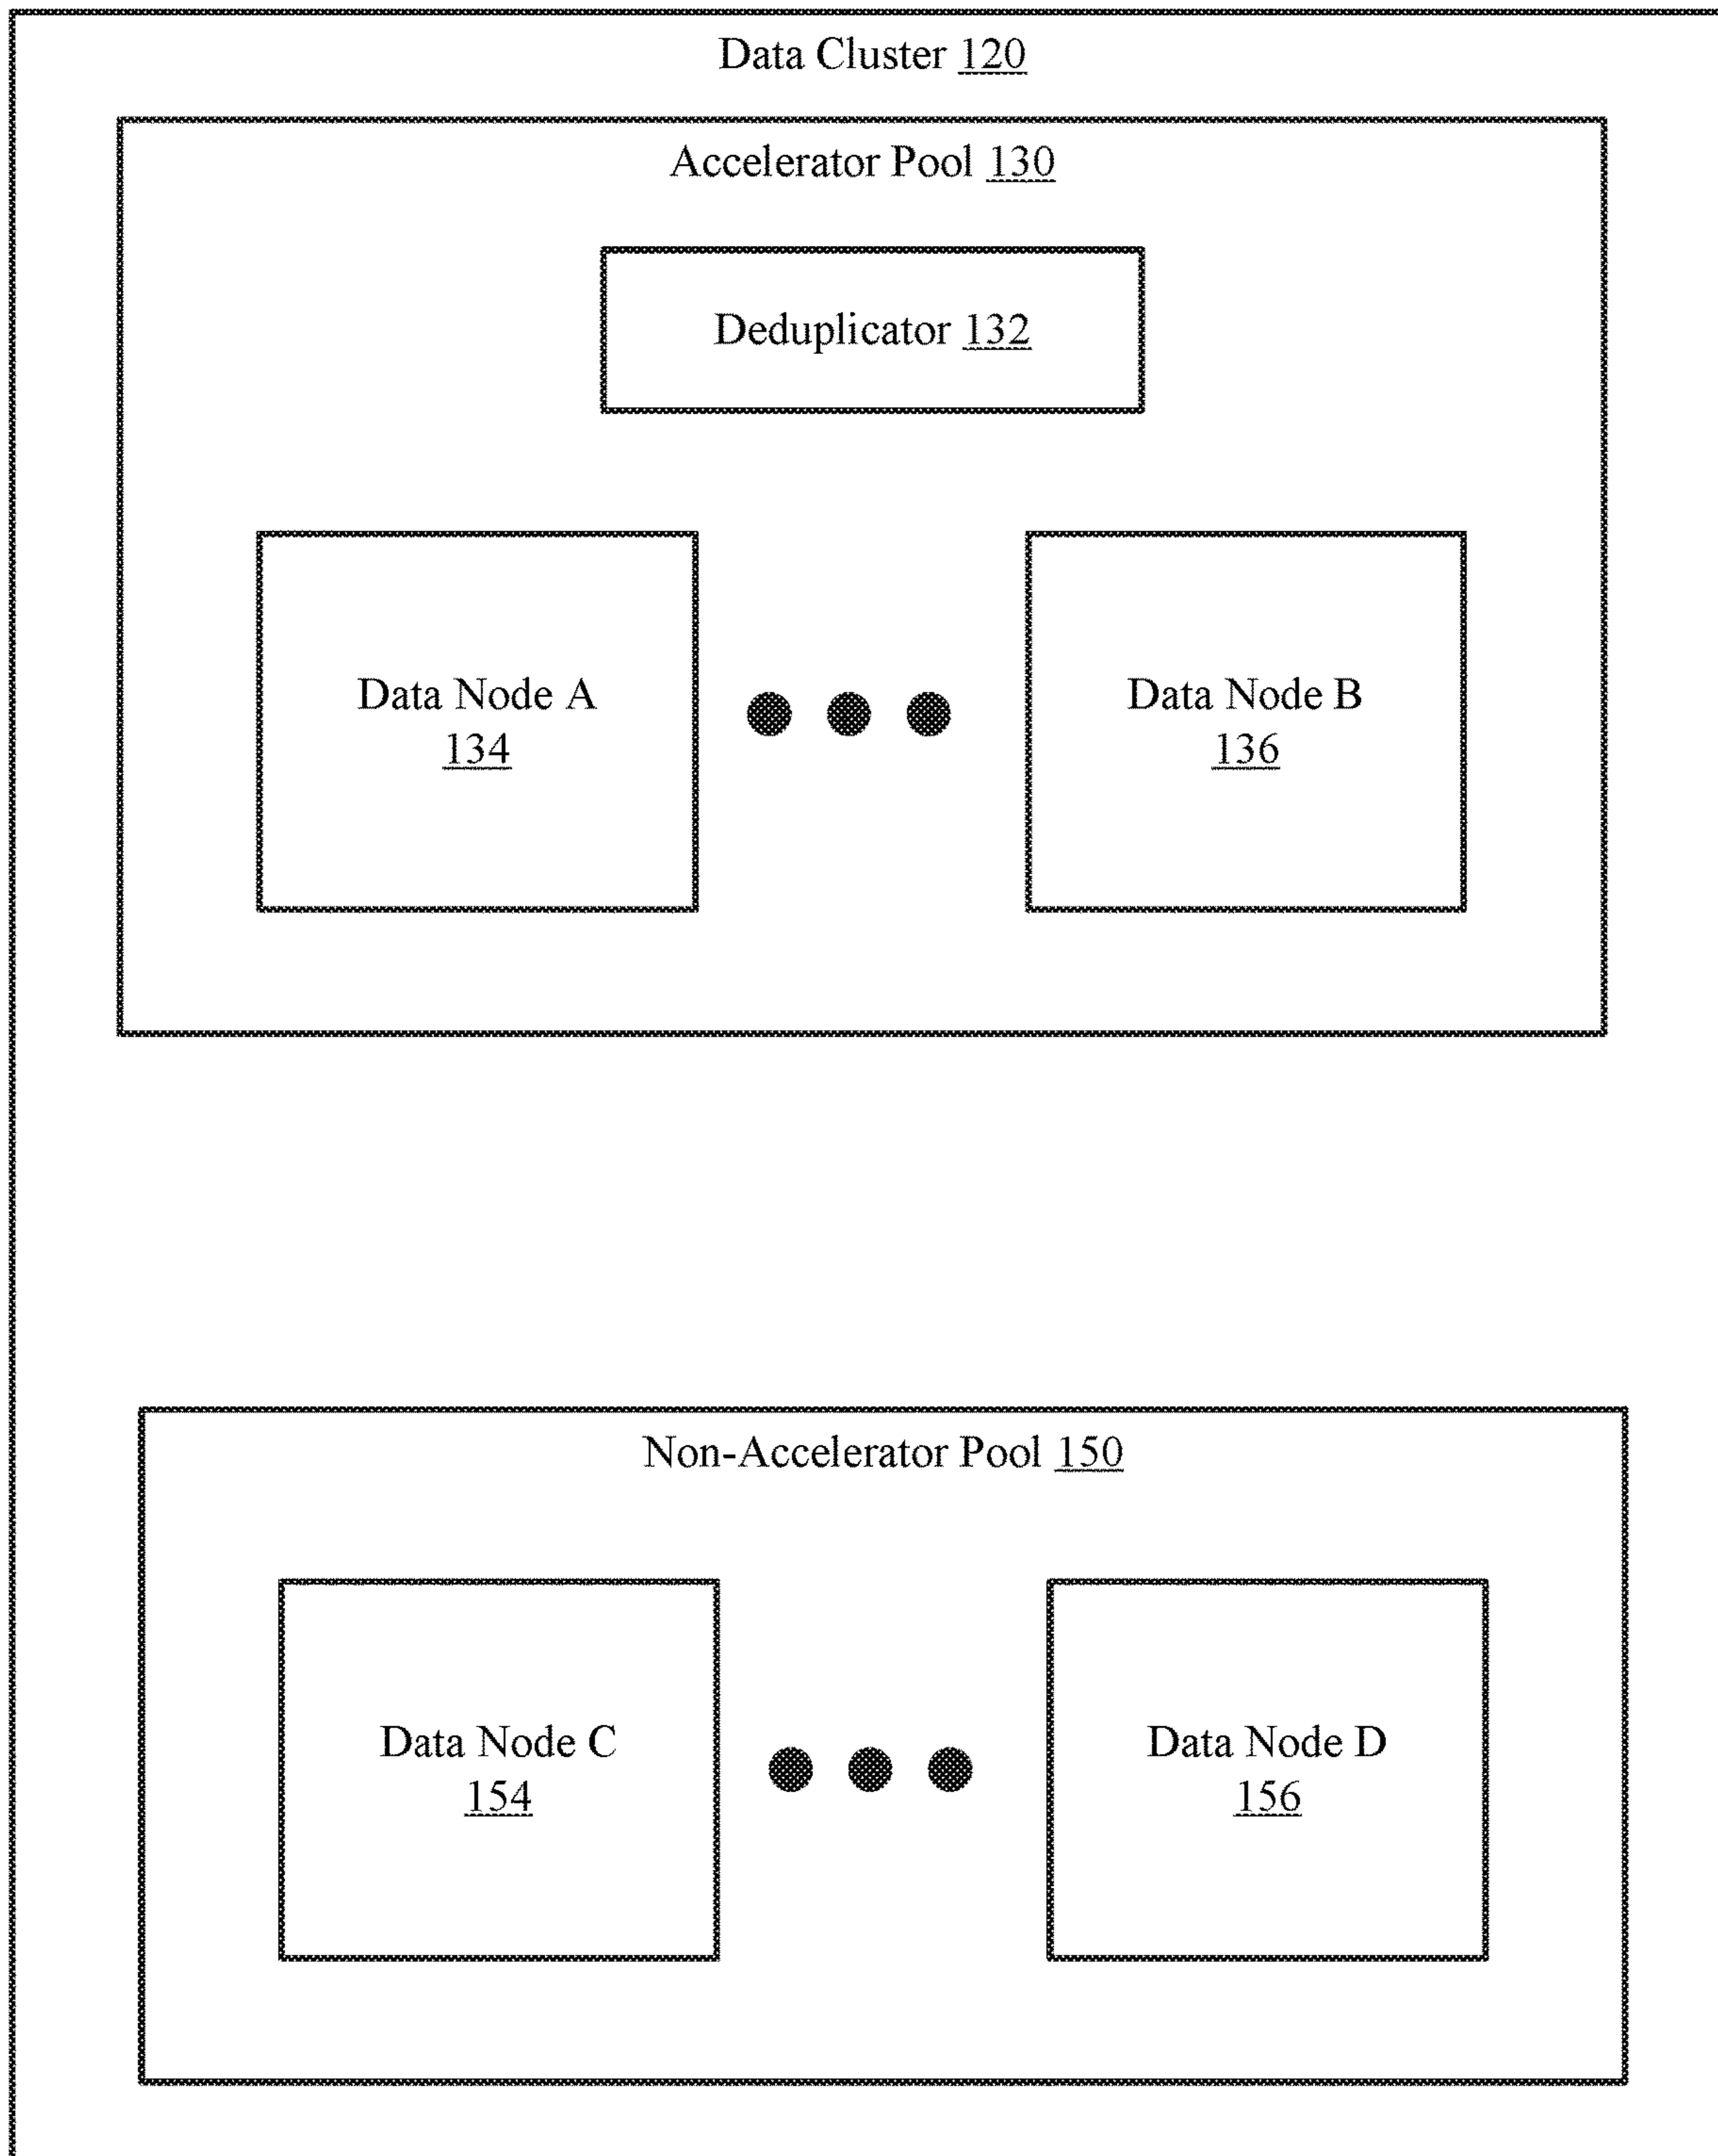 Data Cluster 120
Accelerator Pool 130
Deduplicator 132
Data Node A
134
Data Node B
136
Non-Accelerator Pool 150
Data Node C
154
Data Node D
156